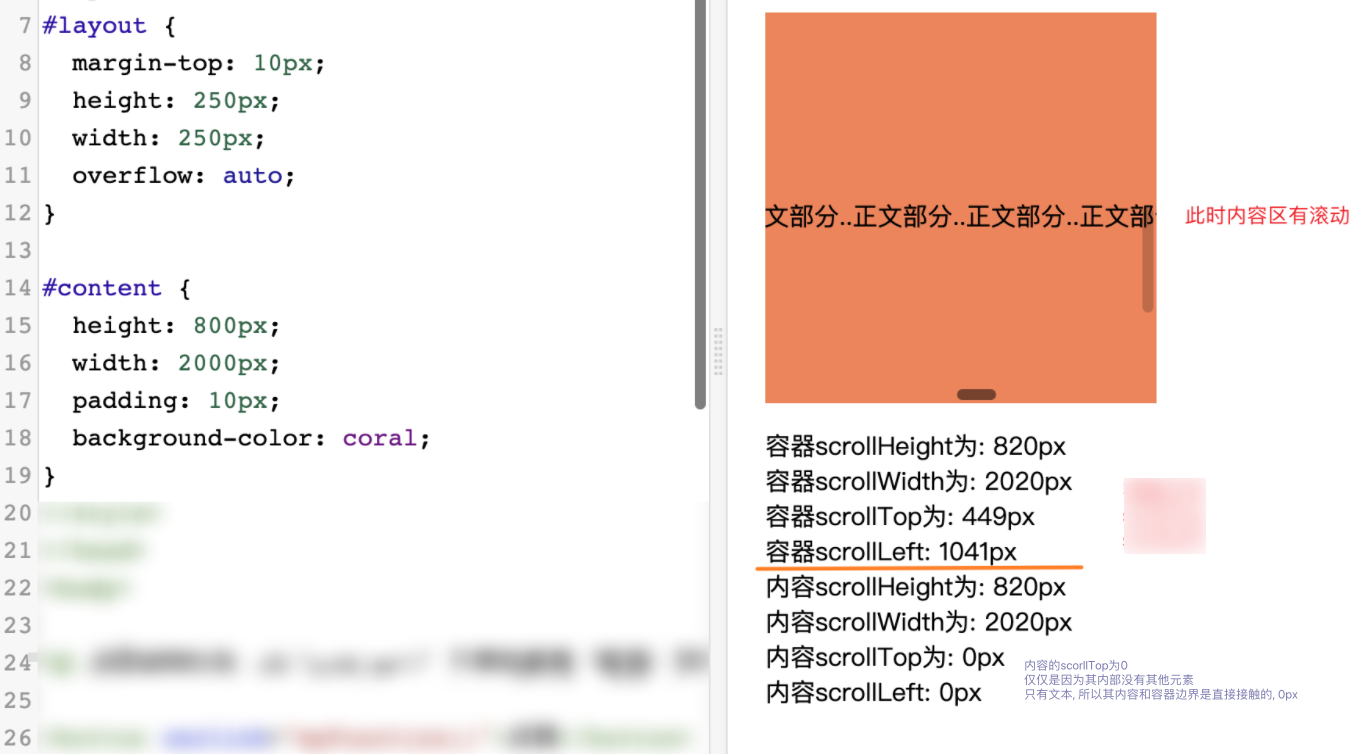 7 #layout {
8 margin-top: 10px;
9 height: 250px;
10 width: 250px;
11 overflow: auto;
12 }
13
14 #content {
15 height: 800px;
16 width: 2000px;
17 padding: 10px;
18 background-color: coral;
19 }
20
21
22
23
24
25
26
文部分..正文部分..正文部分..正文部
此时内容区有滚动
容器scrollHeight为: 820px
容器scrollWidth为: 2020px
容器scrollTop为: 449px
容器scrollLeft: 1041px
内容scrollHeight为: 820px
内容scrollWidth为: 2020px
内容scrollTop为: 0px
内容scrollLeft: 0px
内容的scorllTop为0
仅仅是因为其内部没有其他元素
只有文本, 所以其内容和容器边界是直接接触的, 0px